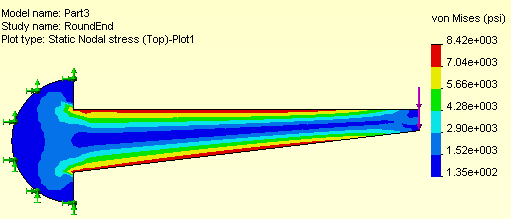 Model name: Part3
Study name: RoundEnd
Plot type: Static Nodal stress (Top)-Plot1
von Mises (psi)
8.42e+003
7.04e+003
5.66e+003
4.28e+003
2.90e+003
1.52e+003
1.35e+002